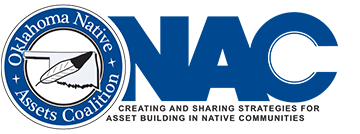 Oklahoma Native
Assets Coalition
NAC
CREATING AND SHARING STRATEGIES FOR
ASSET BUILDING IN NATIVE COMMUNITIES